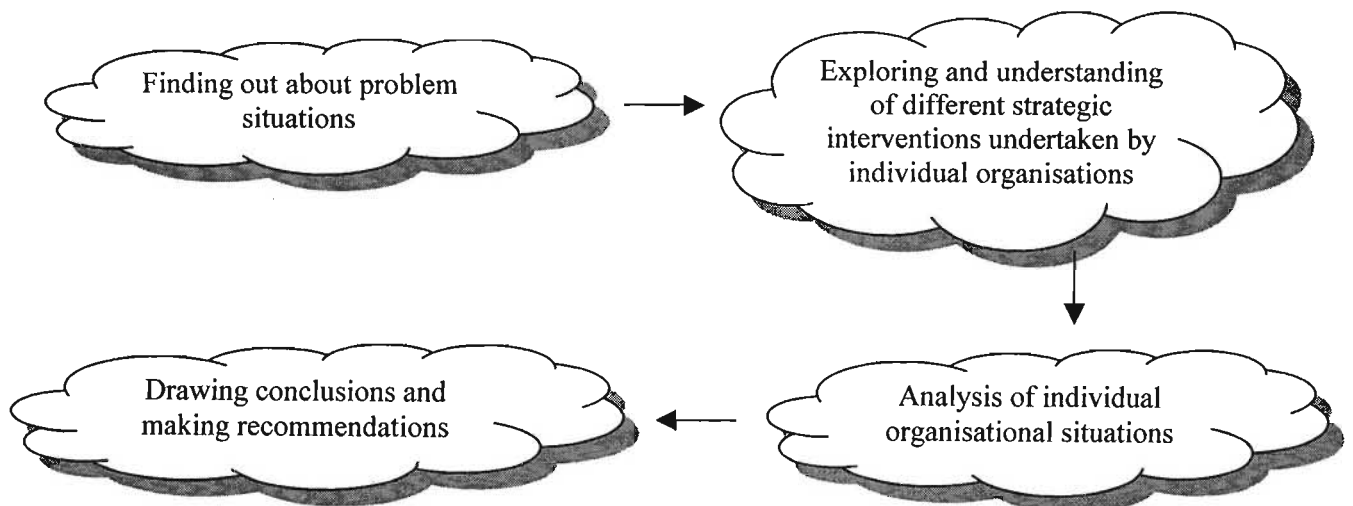 Finding out about problem
situations
Exploring and understanding
of different strategic
interventions undertaken by
individual organisations
Analysis of individual
organisational situations
Drawing conclusions and
making recommendations